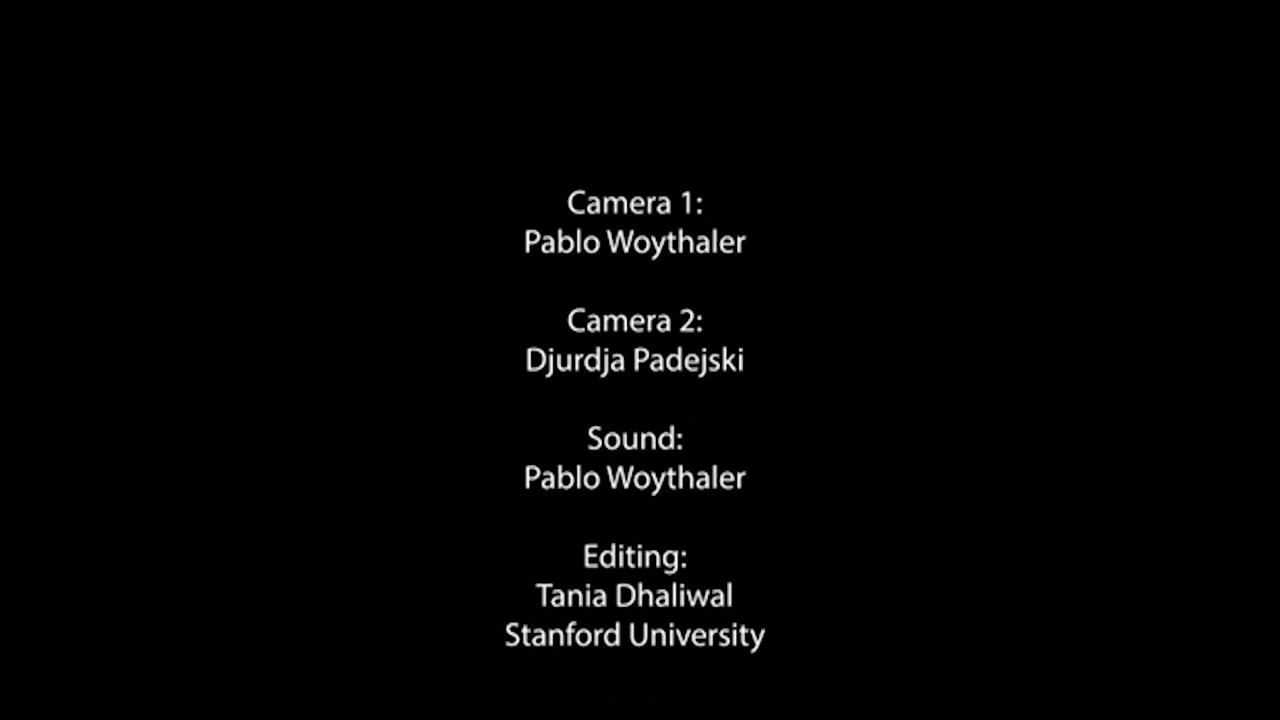 Camera 1:
Pablo Woythaler
Camera 2:
Djurdja Padejski
Sound:
Pablo Woythaler
Editing:
Tania Dhaliwal
Stanford University